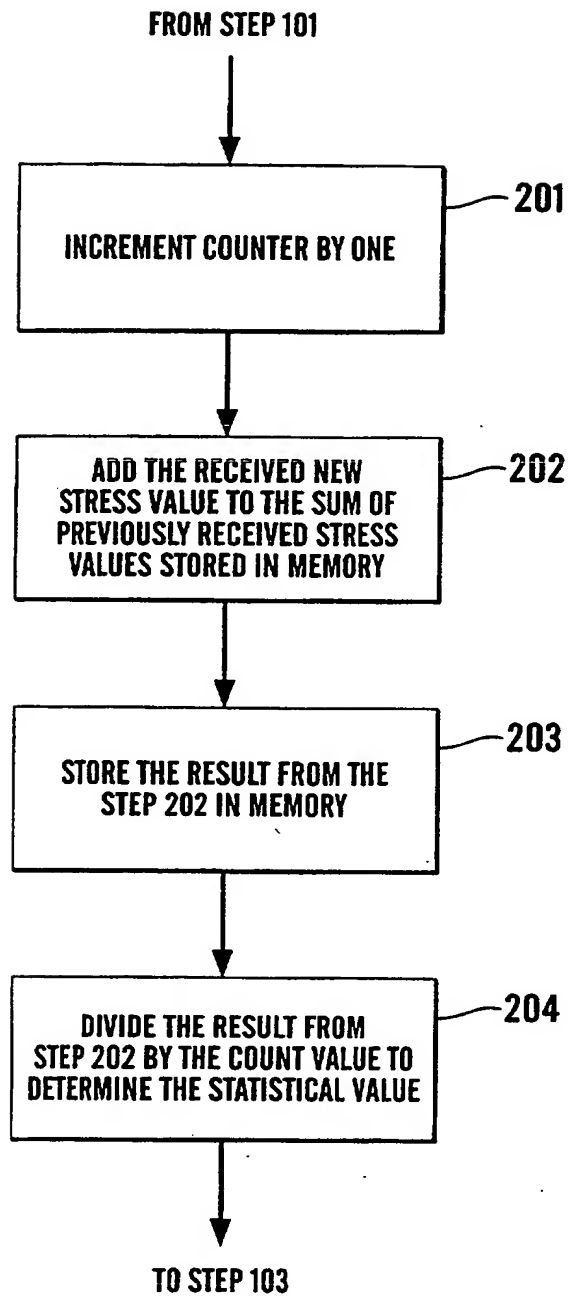 FROM STEP 101
INCREMENT COUNTER BY ONE
201
ADD THE RECEIVED NEW
STRESS VALUE TO THE SUM OF
PREVIOUSLY RECEIVED STRESS
VALUES STORED IN MEMORY
202
STORE THE RESULT FROM THE
STEP 202 IN MEMORY
203
DIVIDE THE RESULT FROM
STEP 202 BY THE COUNT VALUE TO
DETERMINE THE STATISTICAL VALUE
204
TO STEP 103